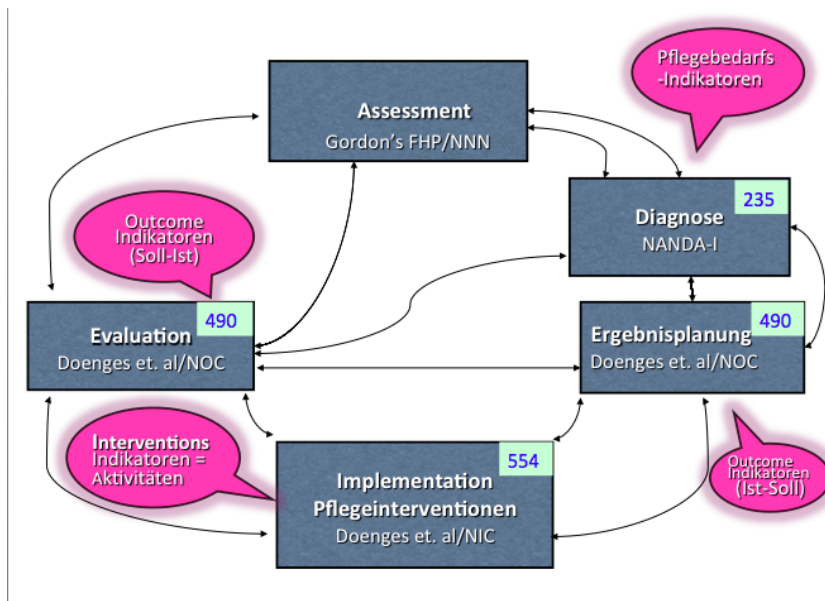 Pflegebedarfs
-Indikatoren
Assessment
Gordon's FHP/NNN
235
Diagnose
NANDA-I
Outcome
Indikatoren
(Soll-Ist)
490
Evaluation
Doenges et. al/NOC
490
Ergebnisplanung
Doenges et. al/NOC
Interventions
Indikatoren =
Aktivitäten
554
Implementation
Pflegeinterventionen
Doenges et. al/NIC
Outcome
Indikatoren
(Ist-Soll)